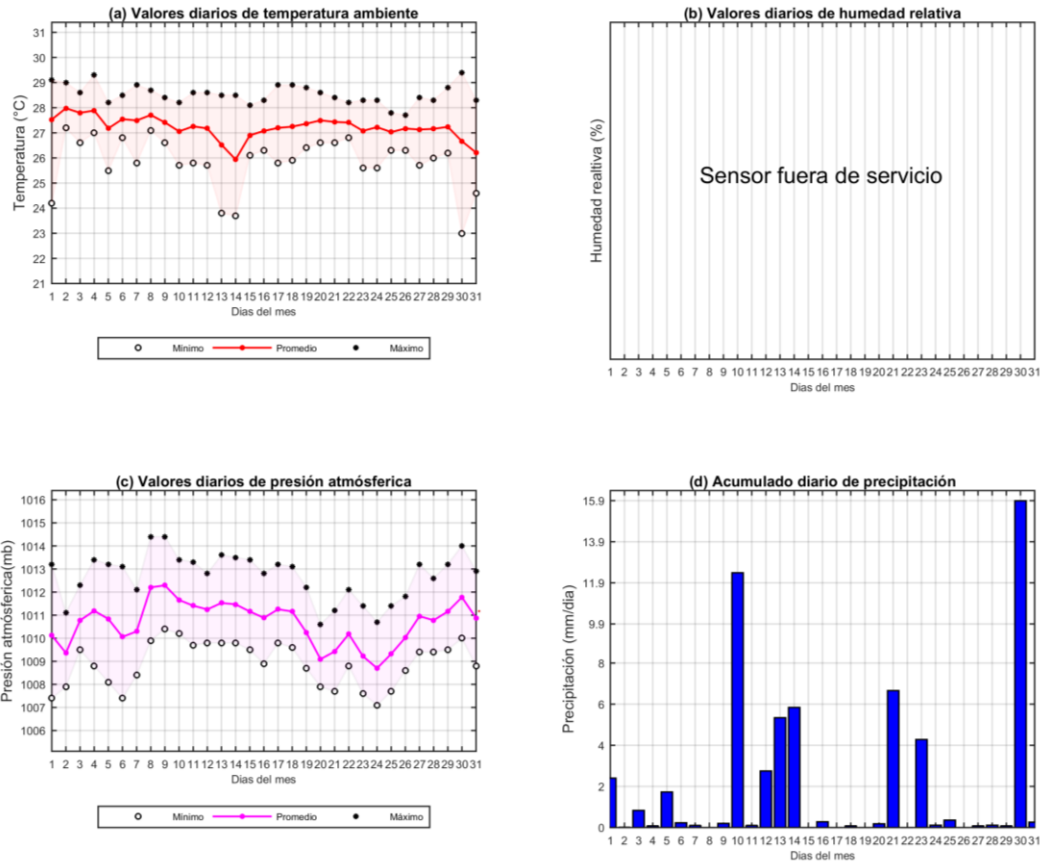 (a) Valores diarios de temperatura ambiente
31
30
29
28
27
26
25
24
23
22
21
Temperatura (°C)
1 2 3 4 5 6 7 8 9 10 11 12 13 14 15 16 17 18 19 20 21 22 23 24 25 26 27 28 29 30 31
Dias del mes
Mínimo Promedio Máximo
(b) Valores diarios de humedad relativa
Humedad realtiva (%)
Sensor fuera de servicio
1 2 3 4 5 6 7 8 9 10 11 12 13 14 15 16 17 18 19 20 21 22 23 24 25 26 27 28 29 30 31
Dias del mes
(c) Valores diarios de presión atmósferica
1016
1015
1014
1013
1012
1011
1010
1009
1008
1007
1006
Presión atmósferica(mb)
1 2 3 4 5 6 7 8 9 10 11 12 13 14 15 16 17 18 19 20 21 22 23 24 25 26 27 28 29 30 31
Dias del mes
Mínimo Promedio Máximo
(d) Acumulado diario de precipitación
15.9
13.9
11.9
9.9
8
6
4
2
0
Precipitación (mm/dia)
1 2 3 4 5 6 7 8 9 10 11 12 13 14 15 16 17 18 19 20 21 22 23 24 25 26 27 28 29 30 31
Dias del mes